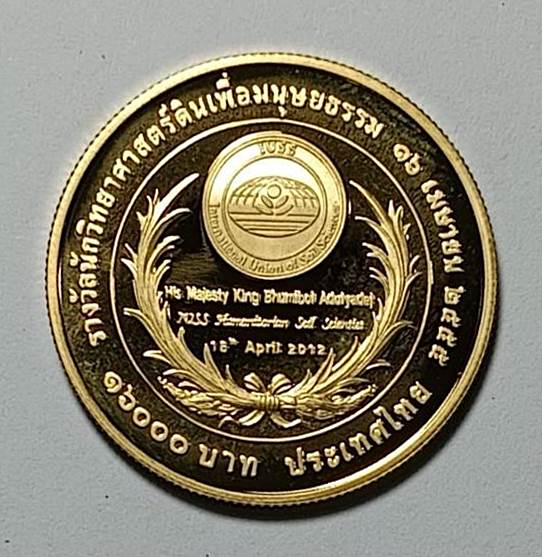 รางวัลนักวิทยาศาสตร์ดินเพื่อมนุษยธรรม ๑๖ เมษายน ๒๕๕๕
IUSS
International Union of Soil Sciences
His Majesty King Bhumibol Adulyadej
IUSS Humanitarian Soil Scientist
16th April 2012
๑๖๐๐๐ บาท ประเทศไทย